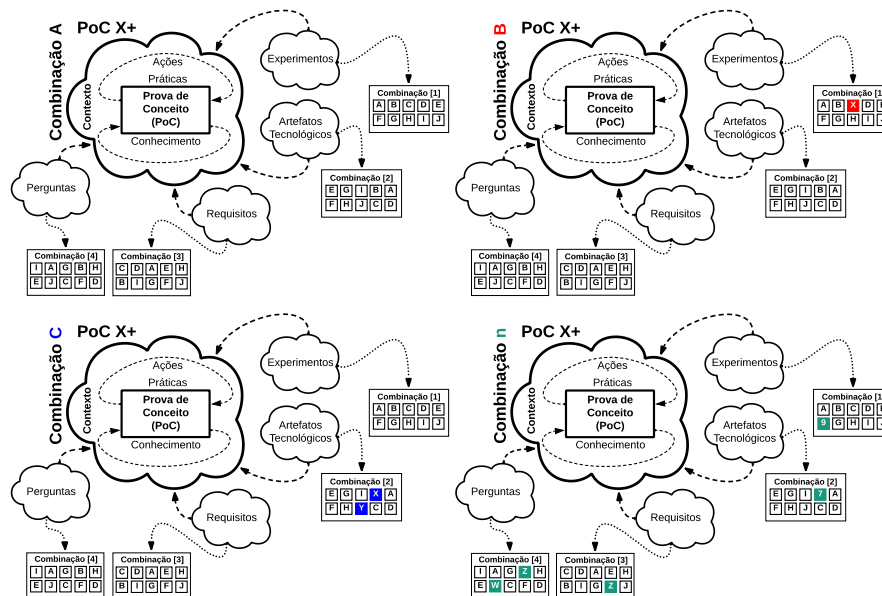 Combinação A
PoC X+
Contexto
Ações
Práticas
Prova de
Conceito
(PoC)
Conhecimento
Experimentos
Artefatos
Tecnológicos
Perguntas
Requisitos
Combinação [1]
A B C D E
F G H I J
Combinação [2]
E G I B A
F H J C D
Combinação [4]
I A G B H
E J C F D
Combinação [3]
C D A E H
B I G F J
Combinação B
PoC X+
Contexto
Ações
Práticas
Prova de
Conceito
(PoC)
Conhecimento
Experimentos
Artefatos
Tecnológicos
Perguntas
Requisitos
Combinação [1
A B X D E
F G H I J
Combinação [2]
E G I B A
F H J C D
Combinação [4]
I A G B H
E J C F D
Combinação [3]
C D A E H
B I G F J
Combinação C
PoC X+
Contexto
Ações
Práticas
Prova de
Conceito
(PoC)
Conhecimento
Experimentos
Artefatos
Tecnológicos
Perguntas
Requisitos
Combinação [1]
A B C D E
F G H I J
Combinação [2]
E G I X A
F H Y C D
Combinação [4]
I A G B H
E J C F D
Combinação [3]
C D A E H
B I G F J
Combinação n
PoC X+
Contexto
Ações
Práticas
Prova de
Conceito
(PoC)
Conhecimento
Experimentos
Artefatos
Tecnológicos
Perguntas
Requisitos
Combinação [1
A B C D E
9 G H I J
Combinação [2]
E G I 7 A
F H J C D
Combinação [4]
I A G Z H
E W C F D
Combinação [3]
C D A E H
B I G Z J